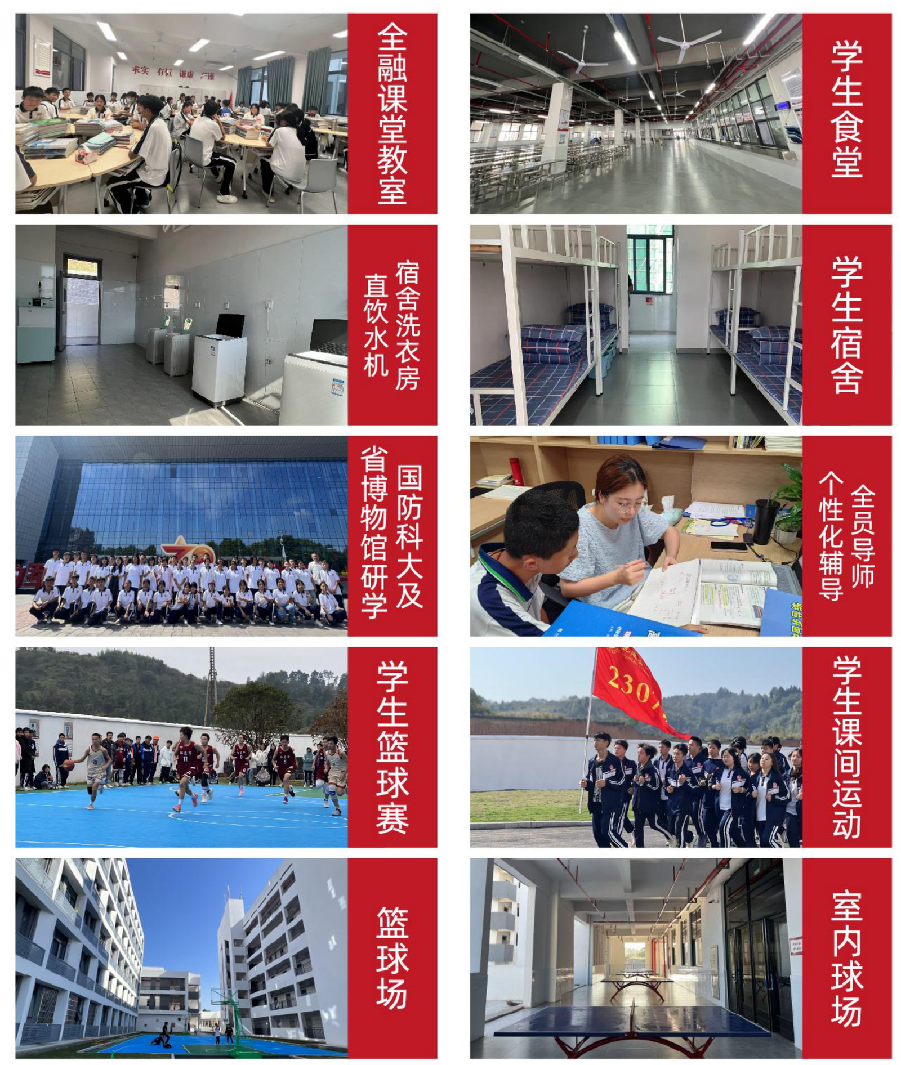 全融课堂教室
求实
学生食堂
宿舍洗衣房
直饮水机
学生宿舍
国防科大及
省博物馆研学
全员导师
个性化辅导
学生篮球赛
学生课间运动
230
篮球场
室内球场